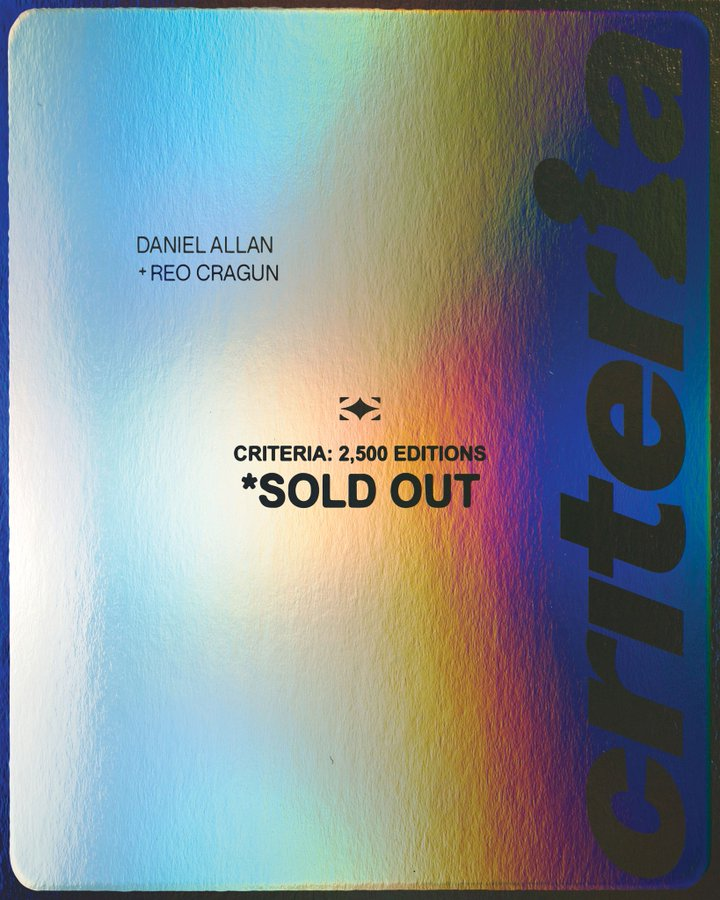 DANIEL ALLAN
+ REO CRAGUN
CRITERIA: 2,500 EDITIONS
*SOLD OUT
criteria